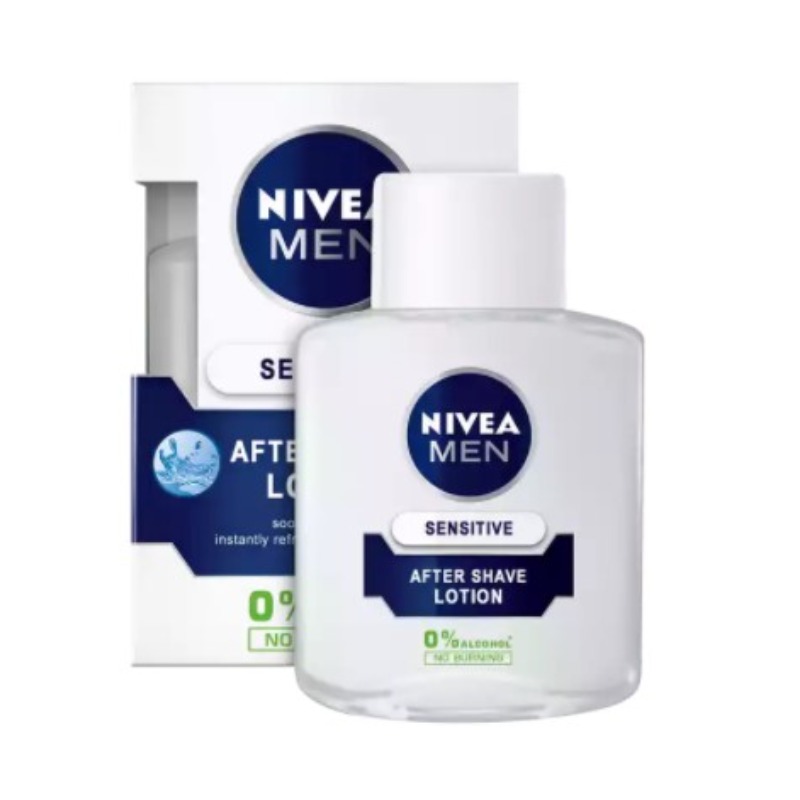 NIVEA
MEN
SE
AFTE
LO
soo
instantly refr
0%
NO
NIVEA
MEN
SENSITIVE
AFTER SHAVE
LOTION
0% ALCOHOL*
NO BURNING